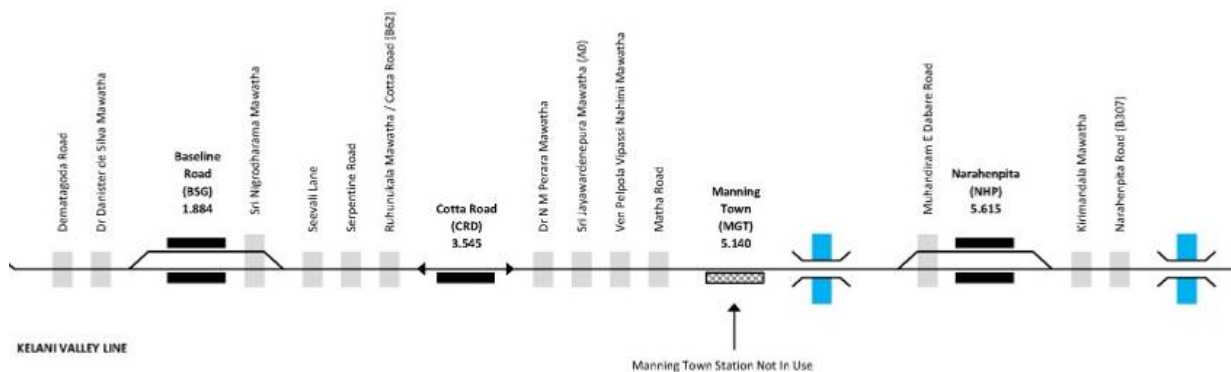 Dematagoda Road
Dr Danister de Silva Mawatha
Baseline
Road
(BSG)
1.884
Sri Nigrodharama Mawatha
Seevali Lane
Serpentine Road
Ruhunukala Mawatha / Cotta Road [B62]
Cotta Road
(CRD)
3.545
Dr N M Perara Mawatha
Sri Jayawardenepura Mawatha (A0)
Ven Pelpola Vipassi Nahimi Mawatha
Matha Road
Manning
Town
(MGT)
5.140
Muhandiram E Dabare Road
Narahenpita
(NHP)
5.615
Kirimandala Mawatha
Narahenpita Road [B307]
KELANI VALLEY LINE
Manning Town Station Not In Use